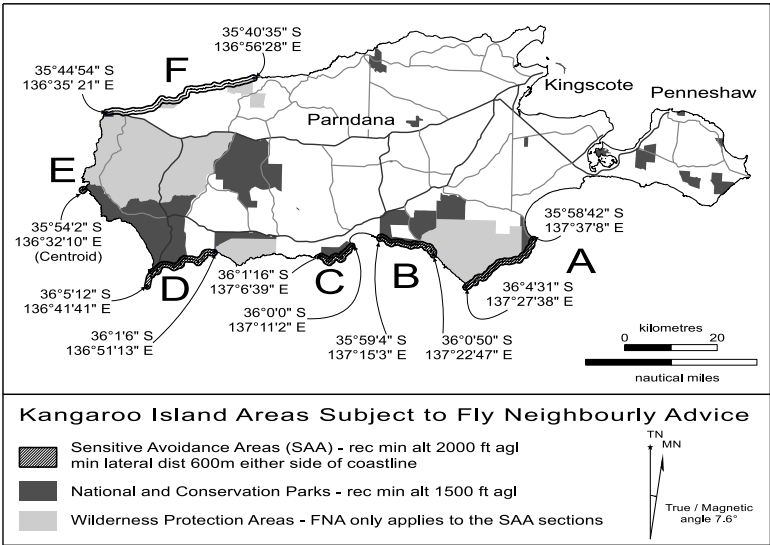 35°40'35" S
136°56'28" E
35°44'54" S
136°35' 21" E
F
Kingscote
Penneshaw
Parndana
E
35°54'2" S
136°32'10" E
(Centroid)
35°58'42" S
137°37'8" E
A
36°5'12" S
136°41'41" E
D
36°1'16" S
137°6'39" E
C
B
36°4'31" S
137°27'38" E
36°1'6" S
136°51'13" E
36°0'0" S
137°11'2" E
35°59'4" S
137°15'3" E
36°0'50" S
137°22'47" E
kilometres
0 20
nautical miles
Kangaroo Island Areas Subject to Fly Neighbourly Advice
Sensitive Avoidance Areas (SAA) - rec min alt 2000 ft agl
min lateral dist 600m either side of coastline
National and Conservation Parks - rec min alt 1500 ft agl
Wilderness Protection Areas - FNA only applies to the SAA sections
TN
MN
True / Magnetic
angle 7.6°